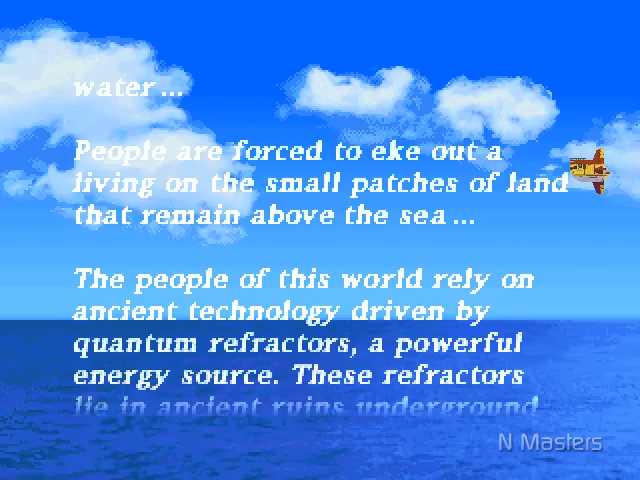 water...
People are forced to eke out a
living on the small patches of land
that remain above the sea...
The people of this world rely on
ancient technology driven by
quantum refractors, a powerful
energy source. These refractors
lie in ancient ruins underground
N Masters